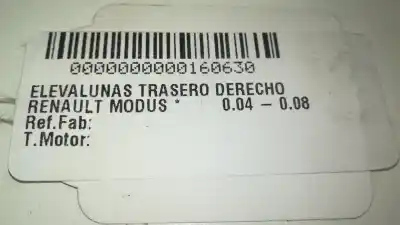 0000000000160630
ELEVALUNAS TRASERO DERECHO
RENAULT MODUS * 0.04 – 0.08
Ref.Fab:
T.Motor: